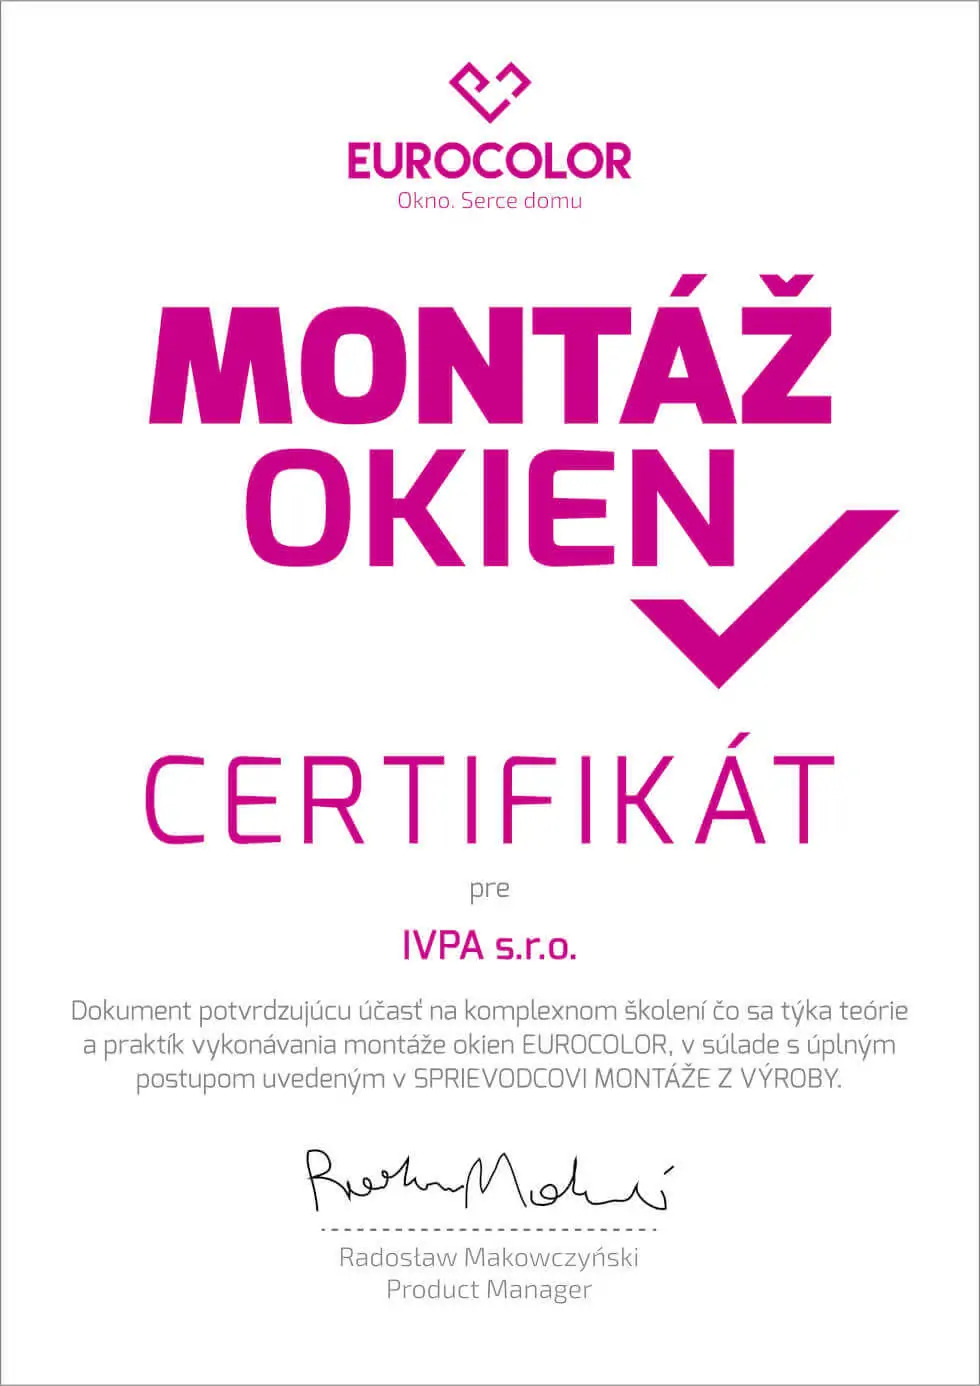 EUROCOLOR
Okno. Serce domu
MONTÁŽ
OKIEN
CERTIFIKÁT
pre
IVPA s.r.o.
Dokument potvrdzujúcu účasť na komplexnom školení čo sa týka teórie
a praktík vykonávania montáže okien EUROCOLOR, v súlade s úplným
postupom uvedeným v SPRIEVODCOVI MONTÁŽE Z VÝROBY.
Radosław Makowczyński
Product Manager